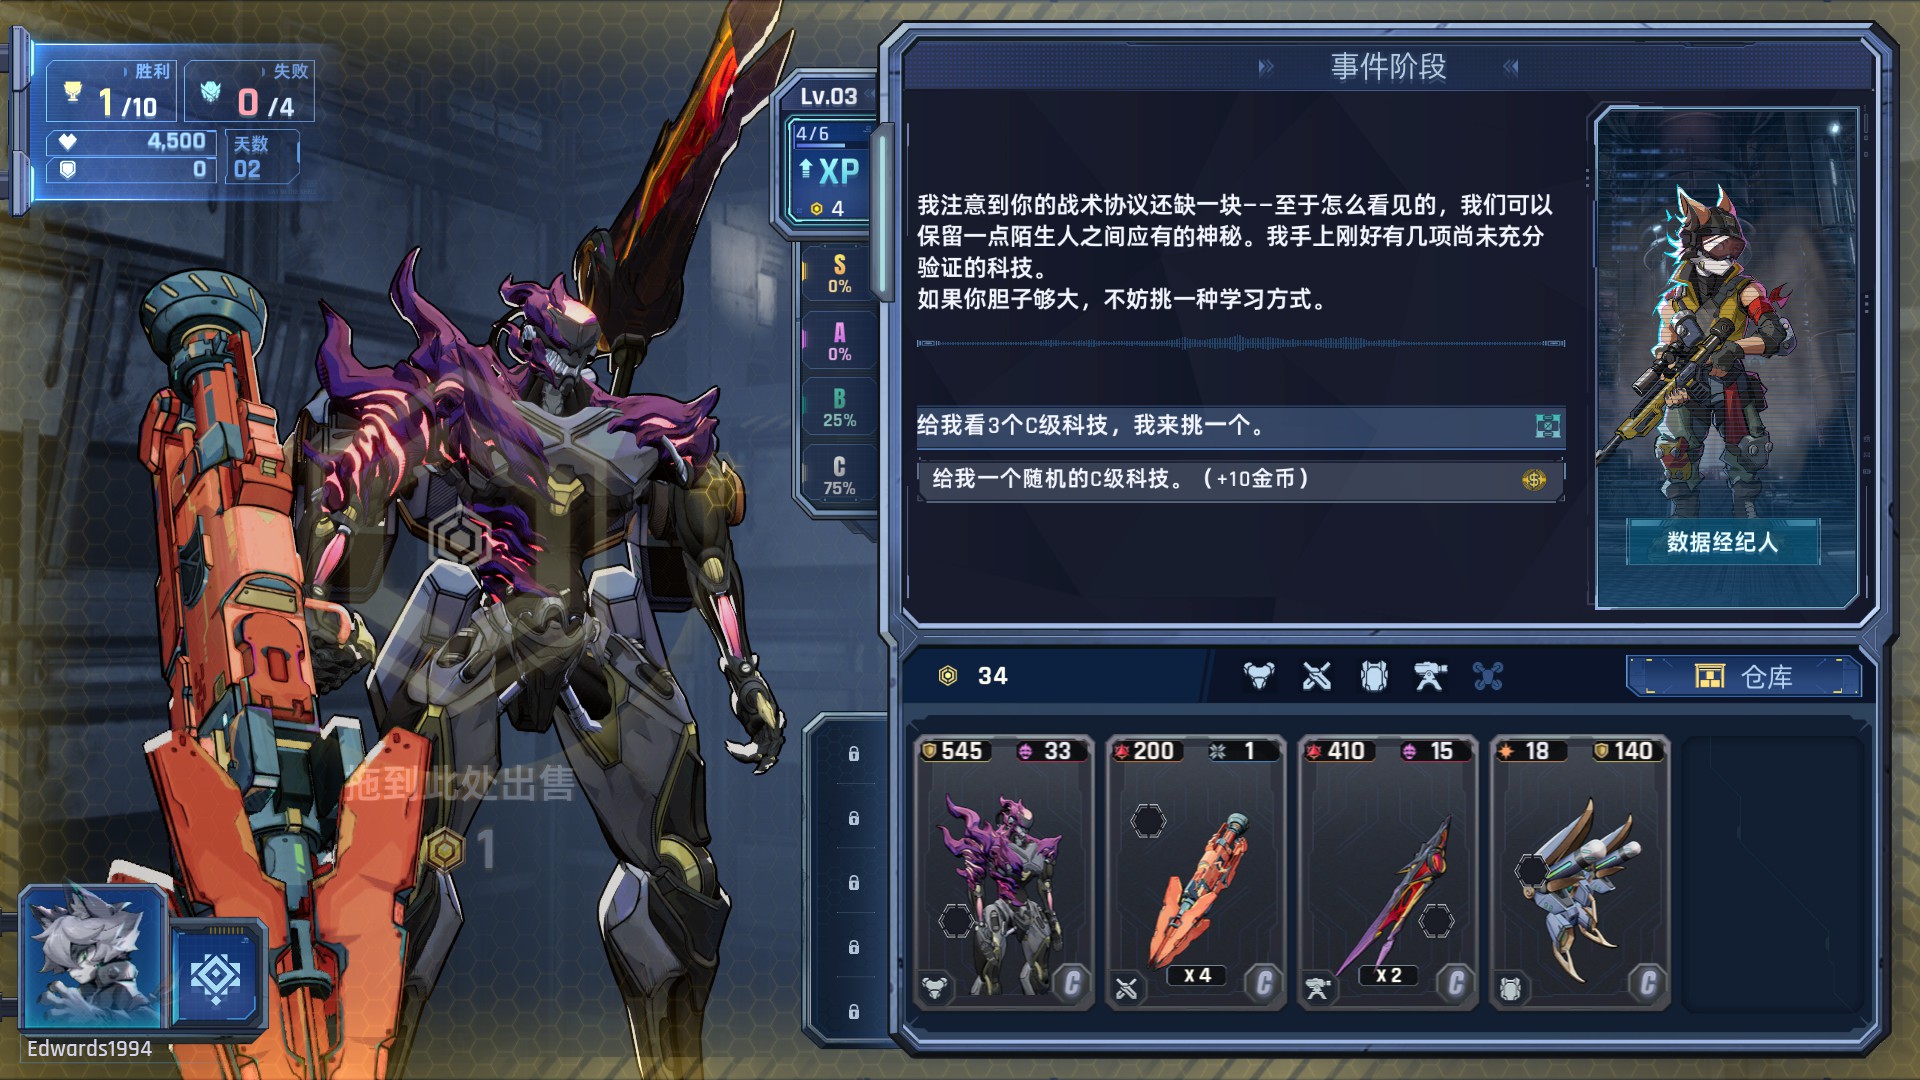 胜利
1/10
失败
0/4
4,500
0
天数
02
Lv.03
4/6
XP
4
S
0%
A
0%
B
25%
C
75%
事件阶段
我注意到你的战术协议还缺一块--至于怎么看见的，我们可以
保留一点陌生人之间应有的神秘。我手上刚好有几项尚未充分
验证的科技。
如果你胆子够大，不妨挑一种学习方式。
给我看3个C级科技，我来挑一个。
给我一个随机的C级科技。（+10金币）
数据经纪人
34
仓库
545
33
C
200
1
x4
C
410
15
x2
C
18
140
C
拖到此处出售
1
Edwards1994